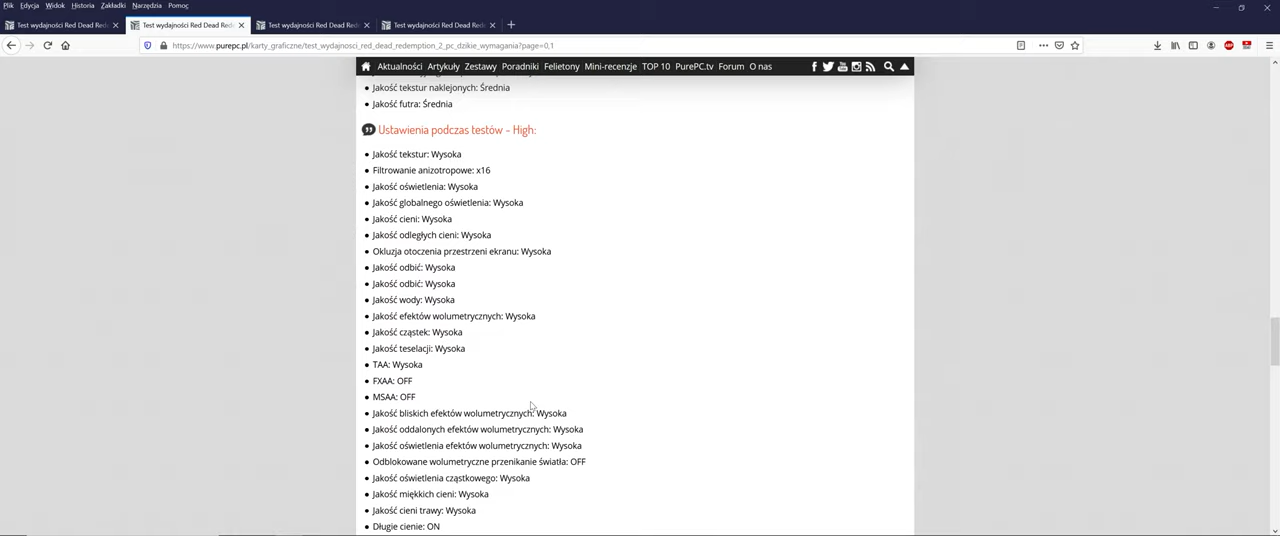 Plik Edycja Widok Historia Zakładki Narzędzia Pomoc
Test wydajności Red Dead Red
Test wydajności Red Dead Red
Test wydajności Red Dead Red
Test wydajności Red Dead Red
https://www.purepc.pl/karty_graficzne/test_wydajnosci_red_dead_redemption_2_pc_dzikie_wymagania?page=0,1
Aktualności Artykuły Zestawy Poradniki Felietony Mini-recenzje TOP 10 PurePC.tv Forum O nas
Jakość tekstur naklejonych: Średnia
Jakość futra: Średnia
Ustawienia podczas testów - High:
Jakość tekstur: Wysoka
Filtrowanie anizotropowe: x16
Jakość oświetlenia: Wysoka
Jakość globalnego oświetlenia: Wysoka
Jakość cieni: Wysoka
Jakość odległych cieni: Wysoka
Okluzja otoczenia przestrzeni ekranu: Wysoka
Jakość odbić: Wysoka
Jakość odbić: Wysoka
Jakość wody: Wysoka
Jakość efektów wolumetrycznych: Wysoka
Jakość cząstek: Wysoka
Jakość teselacji: Wysoka
TAA: Wysoka
FXAA: OFF
MSAA: OFF
Jakość bliskich efektów wolumetrycznych: Wysoka
Jakość oddalonych efektów wolumetrycznych: Wysoka
Jakość oświetlenia efektów wolumetrycznych: Wysoka
Odblokowane wolumetryczne przenikanie światła: OFF
Jakość oświetlenia cząstkowego: Wysoka
Jakość miękkich cieni: Wysoka
Jakość cieni trawy: Wysoka
Długie cienie: ON